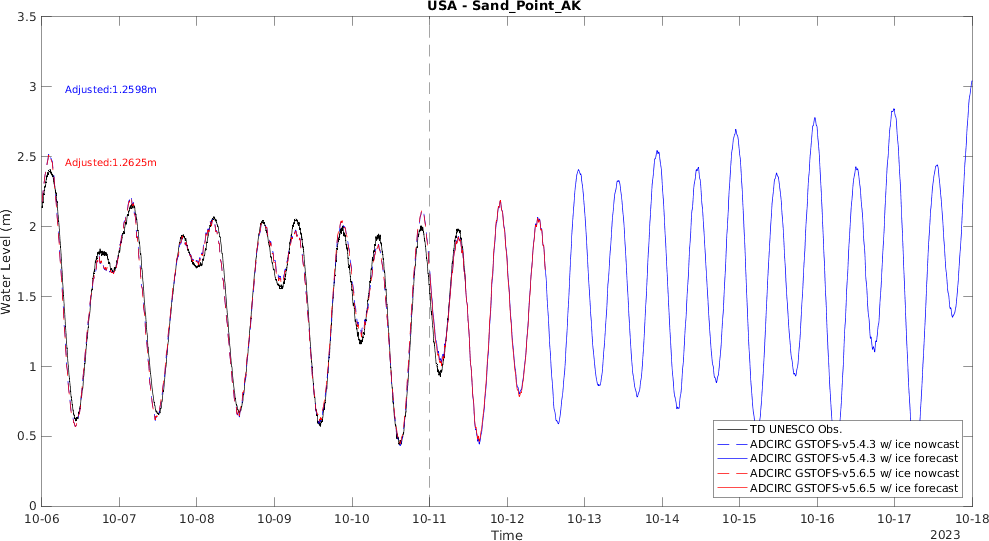 USA - Sand_Point_AK
3.5
3
2.5
2
1.5
1
0.5
0
Water Level (m)
Adjusted:1.2598m
Adjusted:1.2625m
TD UNESCO Obs.
ADCIRC GSTOFS-v5.4.3 w/ ice nowcast
ADCIRC GSTOFS-v5.4.3 w/ ice forecast
ADCIRC GSTOFS-v5.6.5 w/ ice nowcast
ADCIRC GSTOFS-v5.6.5 w/ ice forecast
10-06 10-07 10-08 10-09 10-10 10-11 10-12 10-13 10-14 10-15 10-16 10-17 10-18
Time
2023